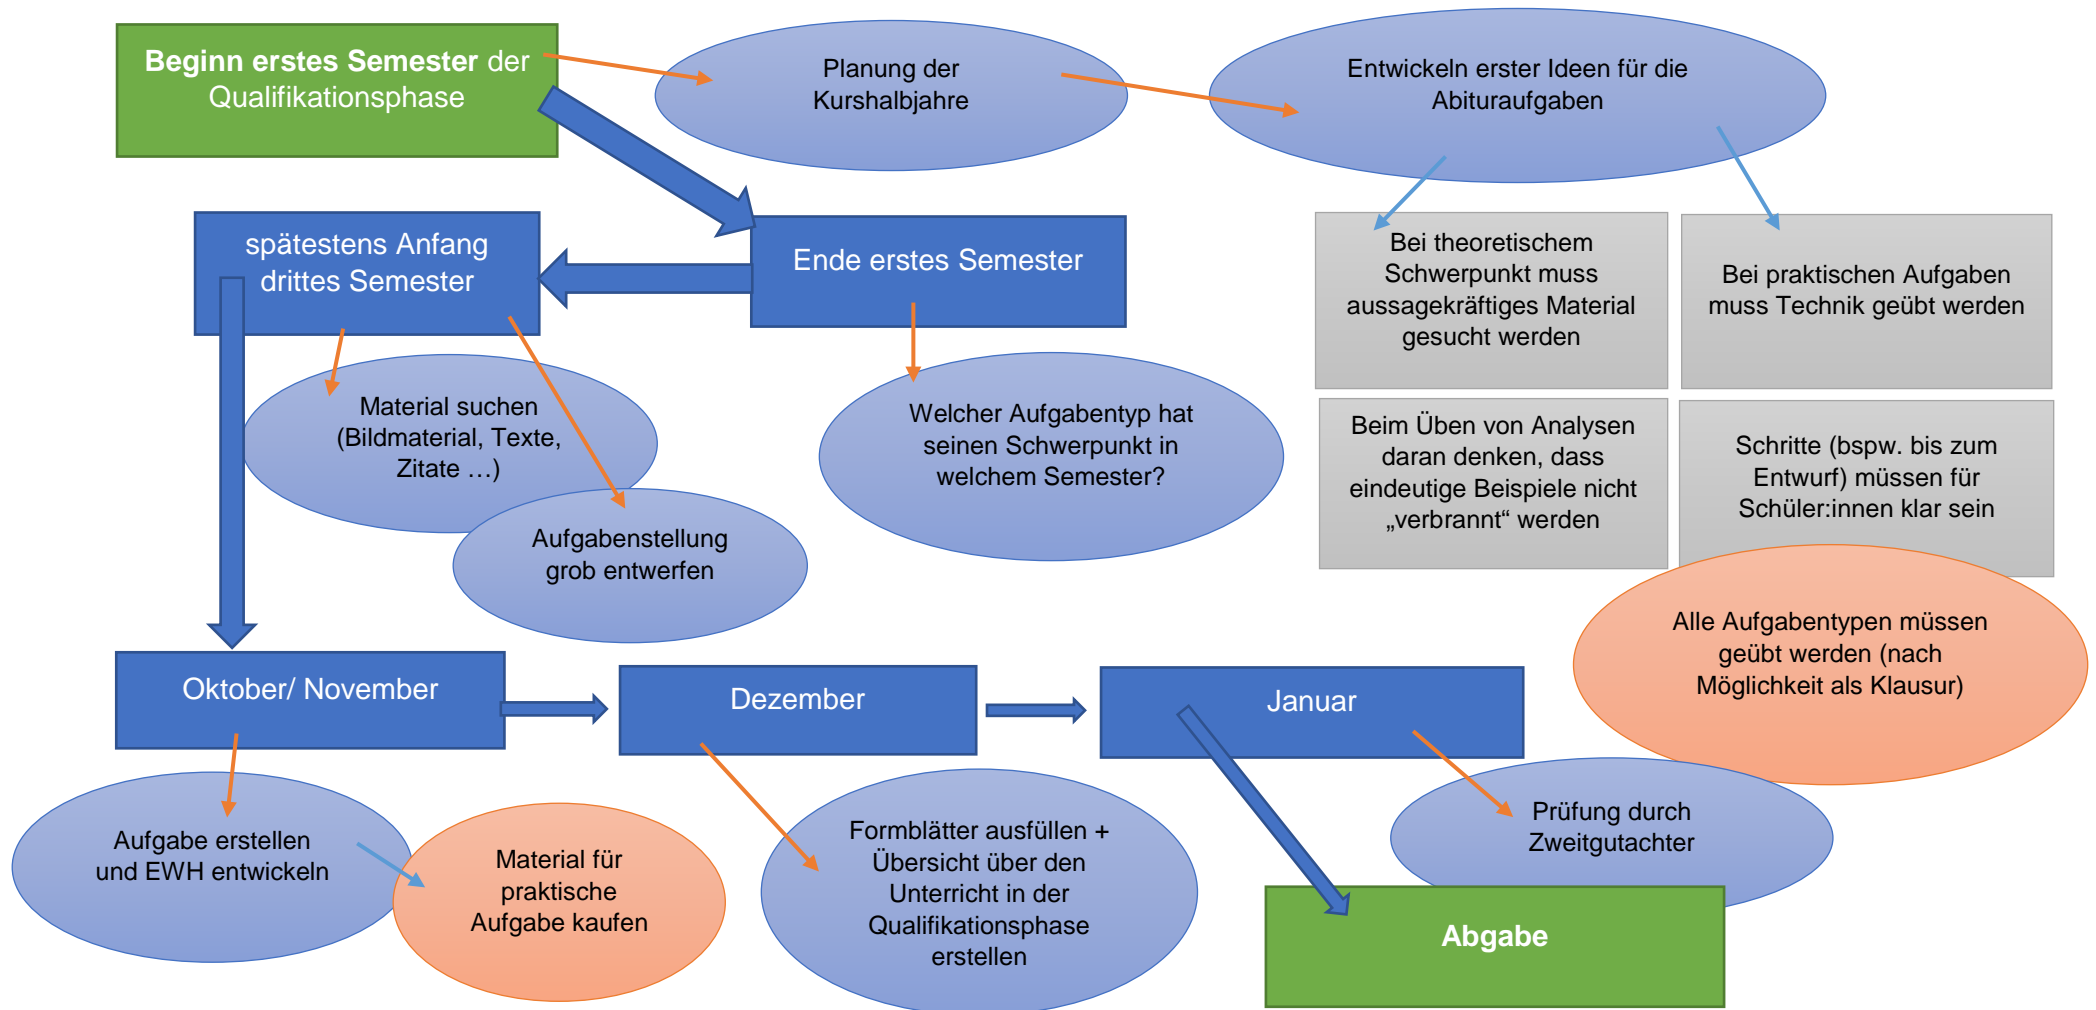 Beginn erstes Semester der
Qualifikationsphase
Planung der
Kurshalbjahre
Entwickeln erster Ideen für die
Abituraufgaben
spätestens Anfang
drittes Semester
Ende erstes Semester
Bei theoretischem
Schwerpunkt muss
aussagekräftiges Material
gesucht werden
Bei praktischen Aufgaben
muss Technik geübt werden
Material suchen
(Bildmaterial, Texte,
Zitate …)
Welcher Aufgabentyp hat
seinen Schwerpunkt in
welchem Semester?
Beim Üben von Analysen
daran denken, dass
eindeutige Beispiele nicht
„verbrannt“ werden
Schritte (bspw. bis zum
Entwurf) müssen für
Schüler:innen klar sein
Aufgabenstellung
grob entwerfen
Alle Aufgabentypen müssen
geübt werden (nach
Möglichkeit als Klausur)
Oktober/ November
Dezember
Januar
Aufgabe erstellen
und EWH entwickeln
Material für
praktische
Aufgabe kaufen
Formblätter ausfüllen +
Übersicht über den
Unterricht in der
Qualifikationsphase
erstellen
Prüfung durch
Zweitgutachter
Abgabe